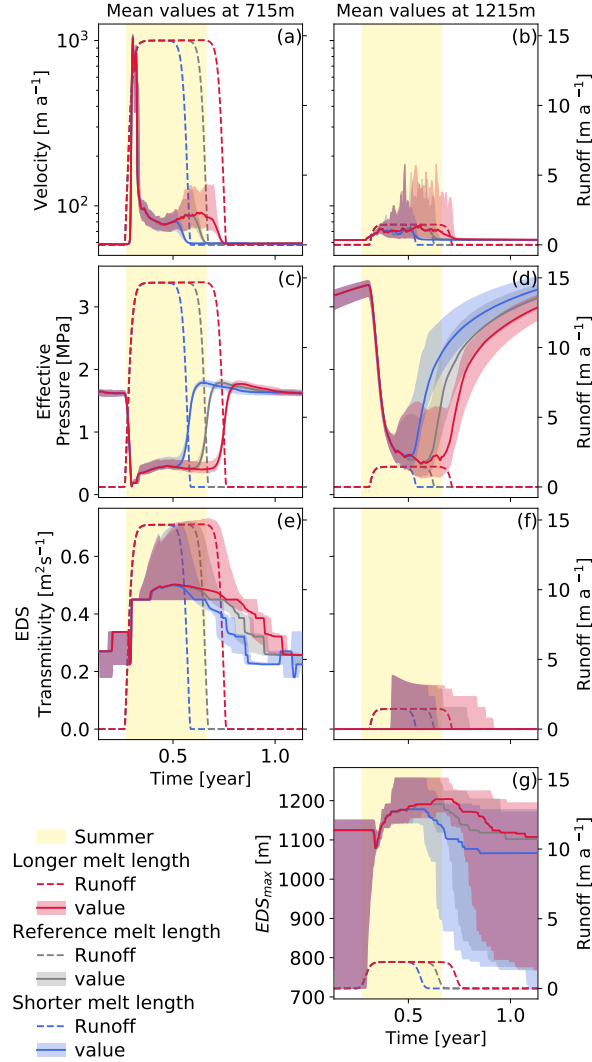 Mean values at 715m
Mean values at 1215m
(a)
(b)
10³
10²
Velocity [m a⁻¹]
15
10
5
0
Runoff [m a⁻¹]
(c)
(d)
3
2
1
0
Effective
Pressure [MPa]
15
10
5
0
Runoff [m a⁻¹]
(e)
(f)
0.6
0.4
0.2
0.0
EDS
Transmitivity [m²s⁻¹]
15
10
5
0
Runoff [m a⁻¹]
0.5
1.0
Time [year]
(g)
1200
1100
1000
900
800
700
EDSmax [m]
15
10
5
0
Runoff [m a⁻¹]
0.5
1.0
Time [year]
Summer
Longer melt length
Runoff
value
Reference melt length
Runoff
value
Shorter melt length
Runoff
value